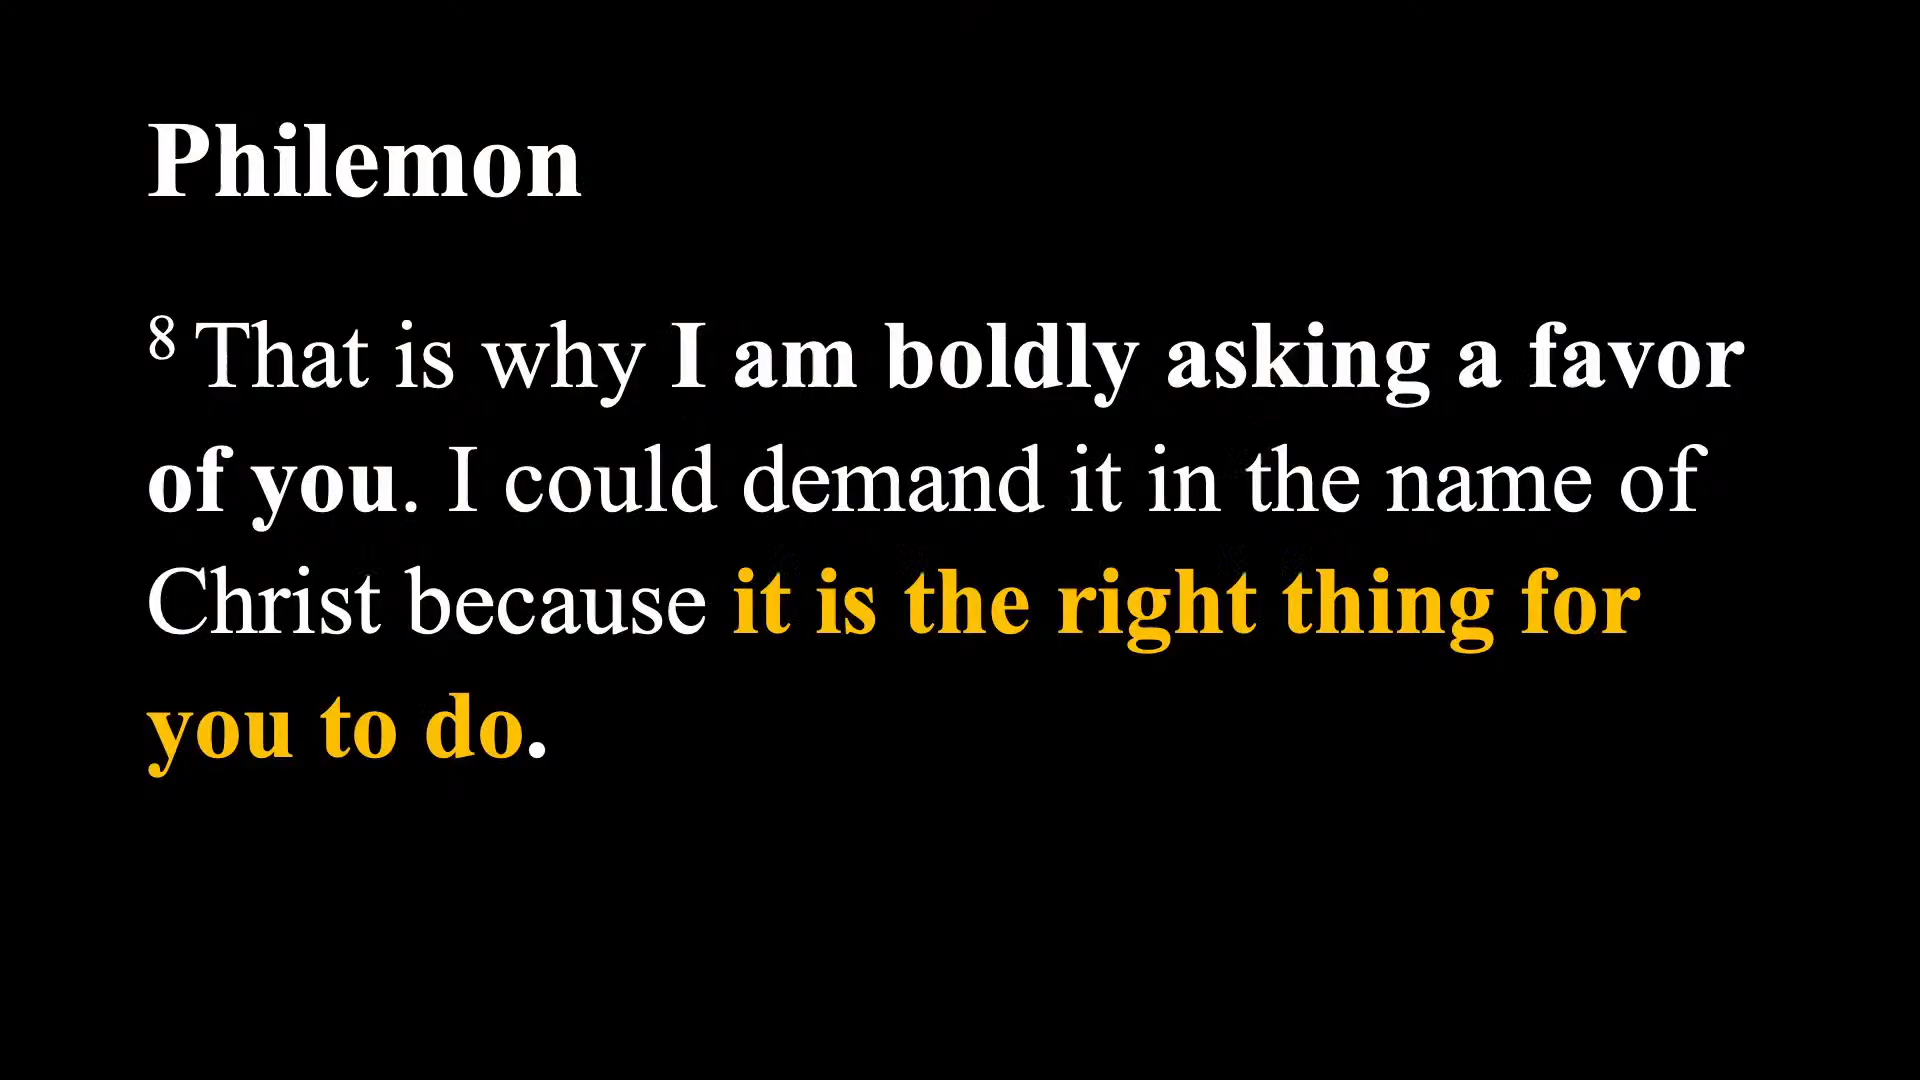 Philemon
8 That is why I am boldly asking a favor
of you. I could demand it in the name of
Christ because it is the right thing for
you to do.